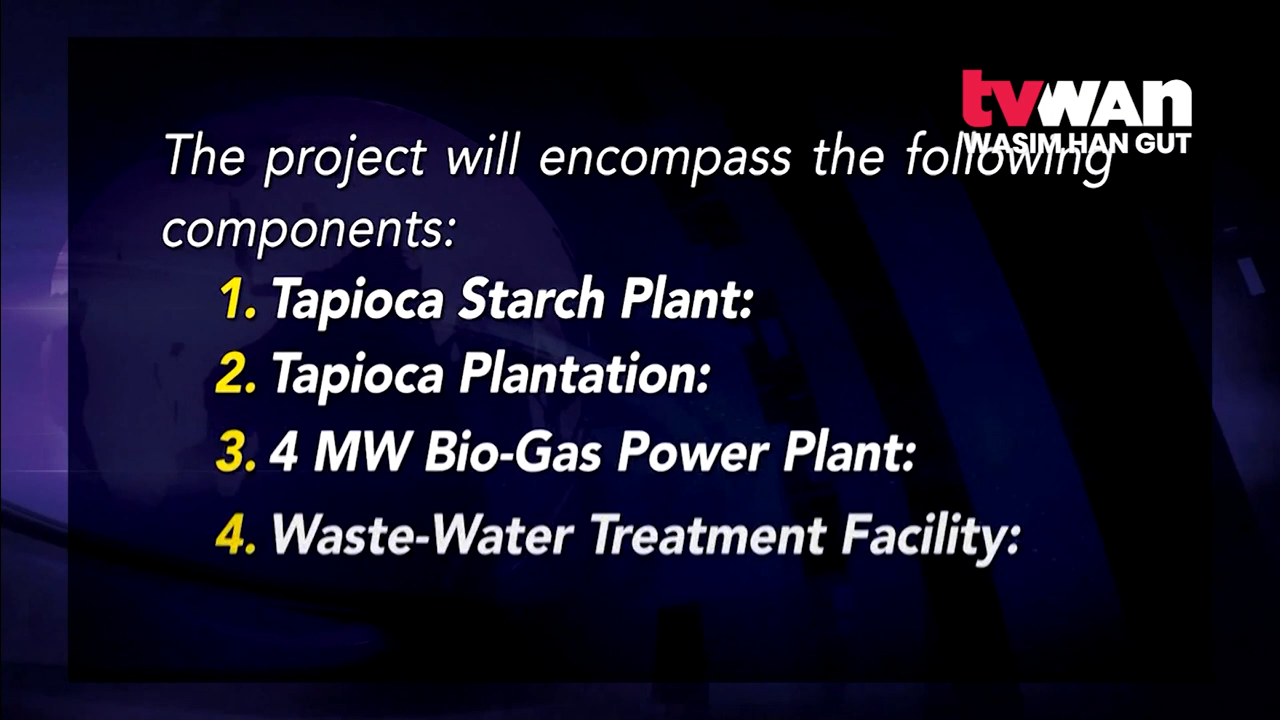 tvwan
WASIM HAN GUT
The project will encompass the following
components:
1. Tapioca Starch Plant:
2. Tapioca Plantation:
3. 4 MW Bio-Gas Power Plant:
4. Waste-Water Treatment Facility: